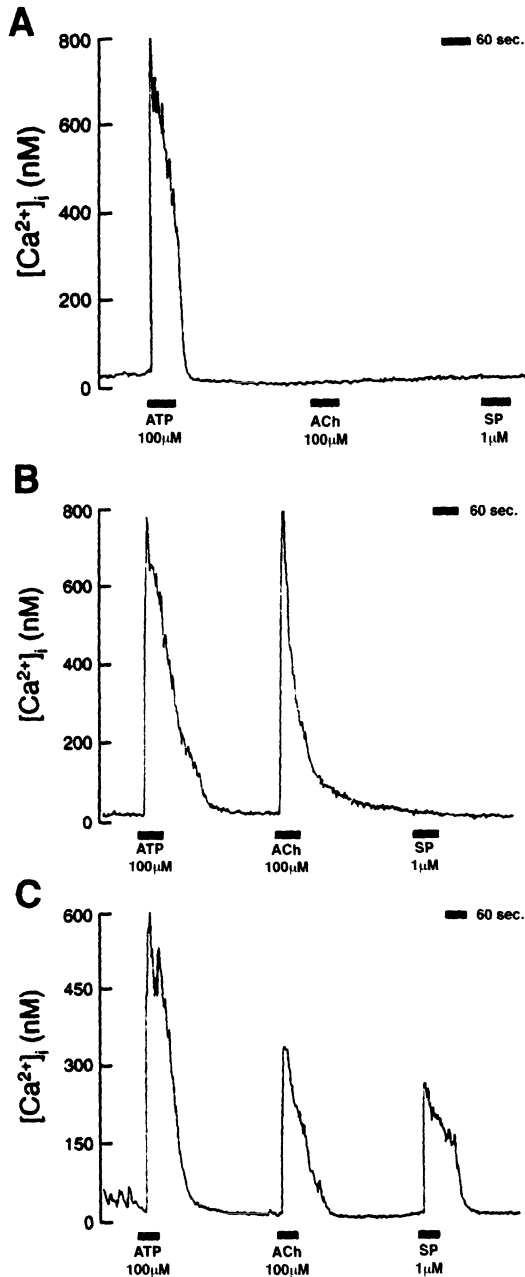 A
60 sec.
800
600
400
200
0
[Ca²⁺]ᵢ (nM)
ATP
100µM
ACh
100µM
SP
1µM
B
60 sec.
800
600
400
200
0
[Ca²⁺]ᵢ (nM)
ATP
100µM
ACh
100µM
SP
1µM
C
60 sec.
600
450
300
150
0
[Ca²⁺]ᵢ (nM)
ATP
100µM
ACh
100µM
SP
1µM